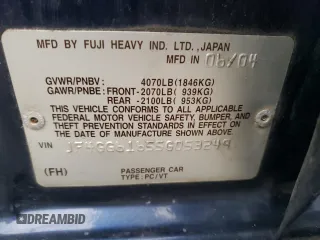 MFD BY FUJI HEAVY IND. LTD., JAPAN
MFD IN 06/04
GVWR/PNBV : 4070LB(1846KG)
GAWR/PNBE: FRONT-2070LB( 939KG)
REAR -2100LB( 953KG)
THIS VEHICLE CONFORMS TO ALL APPLICABLE
FEDERAL MOTOR VEHICLE SAFETY, BUMPER, AND
THEFT PREVENTION STANDARDS IN EFFECT ON
THE DATE OF MANUFACTURE SHOWN ABOVE.
VIN
(FH)
PASSENGER CAR
TYPE: PC/VT
DREAMBID